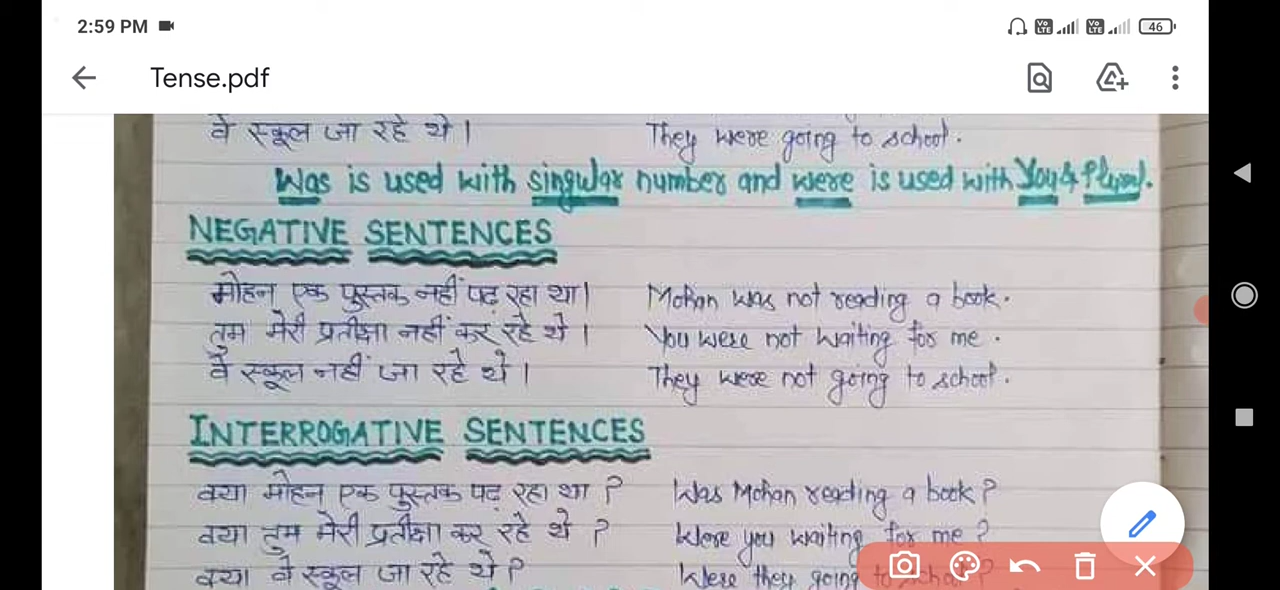 2:59 PM
46
Tense.pdf
वे स्कूल जा रहे थे। They were going to school.
Was is used with singular number and were is used with You & Plural.
NEGATIVE SENTENCES
मोहन एक पुस्तक नहीं पढ़ रहा था। Mohan was not reading a book.
तुम मेरी प्रतीक्षा नहीं कर रहे थे। You were not waiting for me.
वे स्कूल नहीं जा रहे थे। They were not going to school.
INTERROGATIVE SENTENCES
क्या मोहन एक पुस्तक पढ़ रहा था? Was Mohan reading a book?
क्या तुम मेरी प्रतीक्षा कर रहे थे? Were you waiting for me?
क्या वे स्कूल जा रहे थे? Were they going to school?